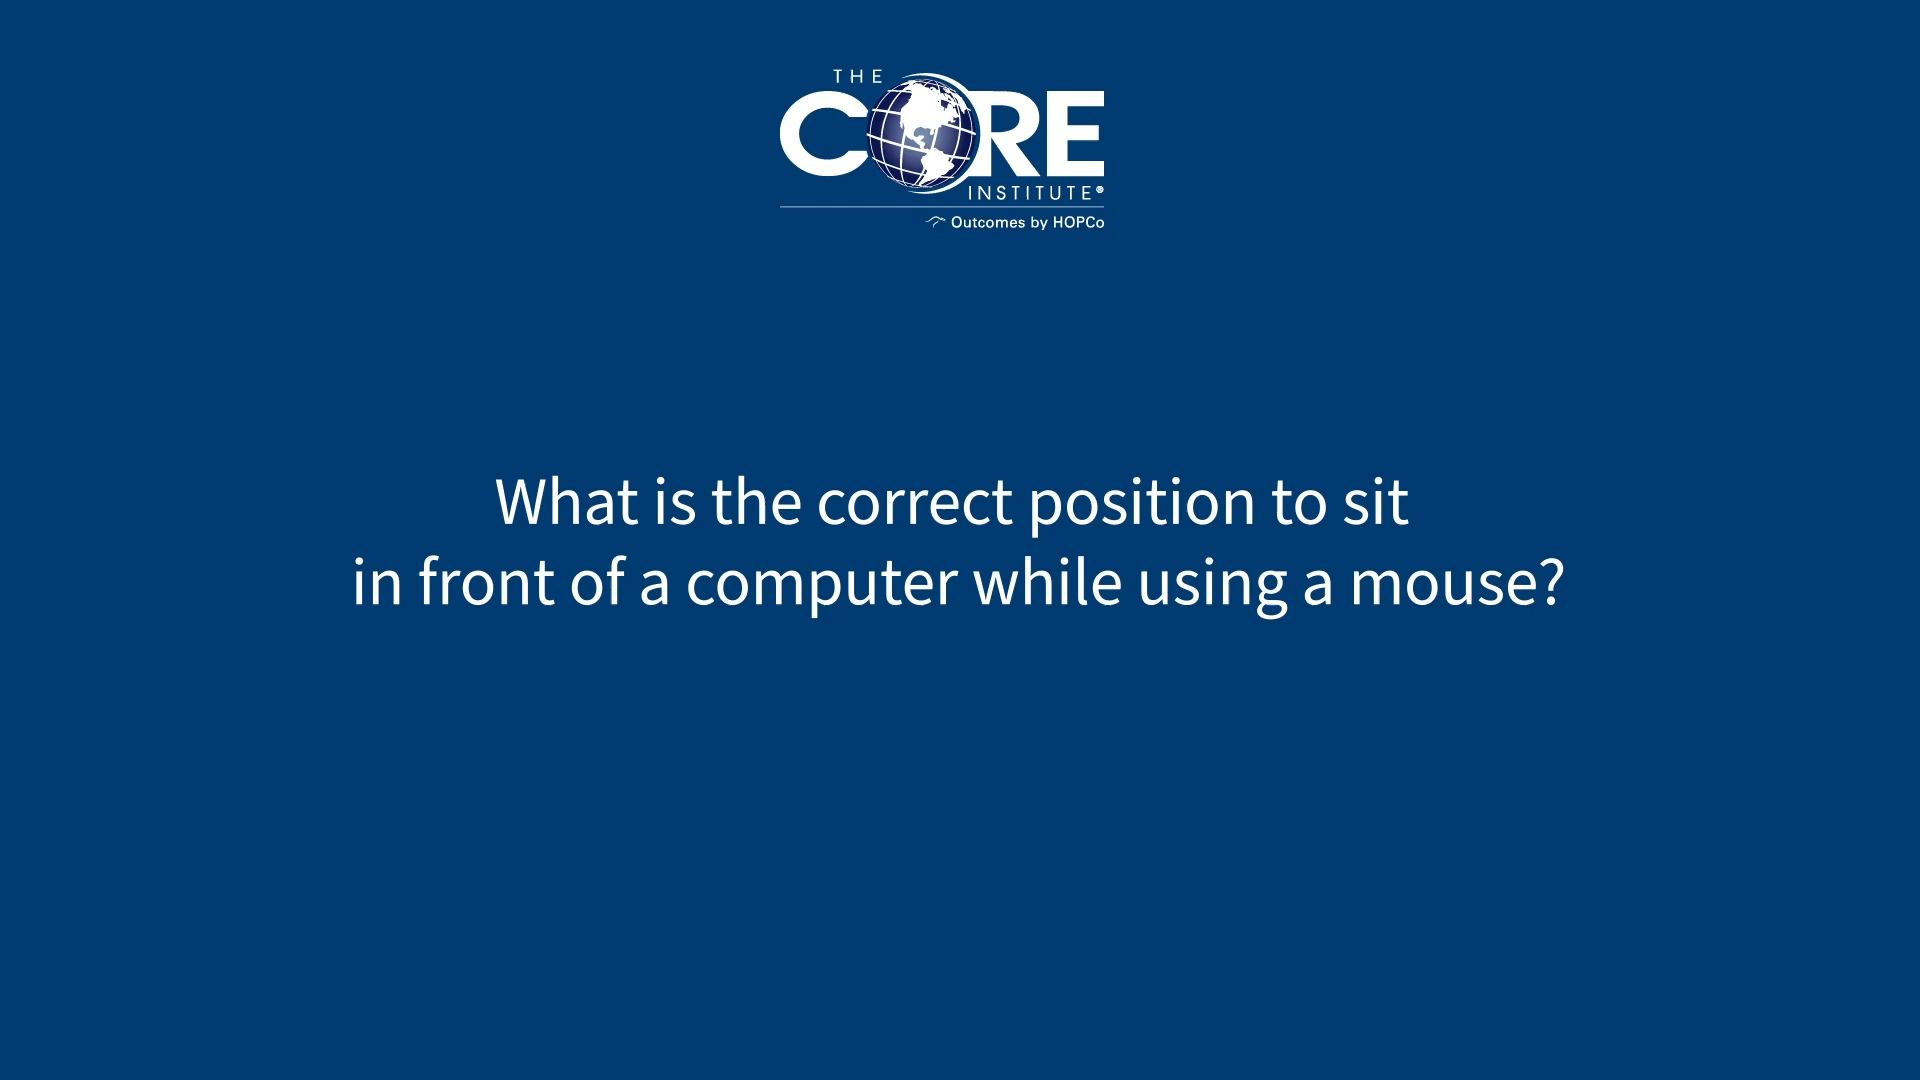 THE
CORE
INSTITUTE®
Outcomes by HOPCo
What is the correct position to sit
in front of a computer while using a mouse?